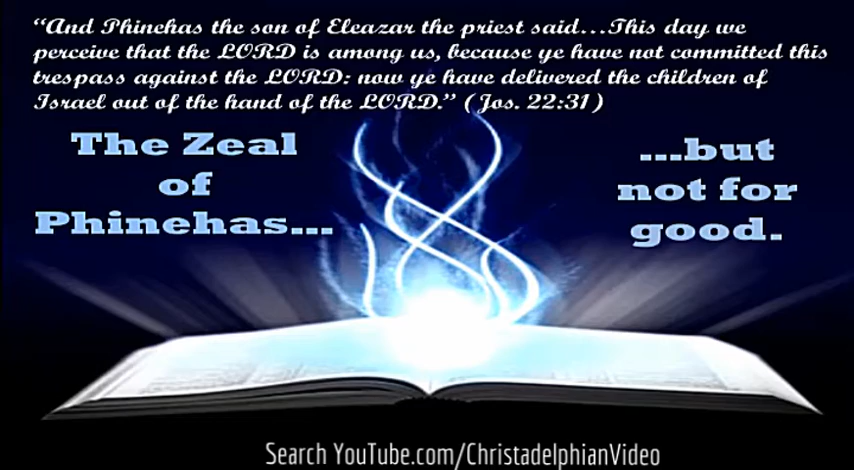 “And Phinehas the son of Eleazar the priest said...This day we
perceive that the LORD is among us, because ye have not committed this
trespass against the LORD: now ye have delivered the children of
Israel out of the hand of the LORD.” (Jos. 22:31)
The Zeal
of
Phinehas...
...but
not for
good.
Search YouTube.com/ChristadelphianVideo